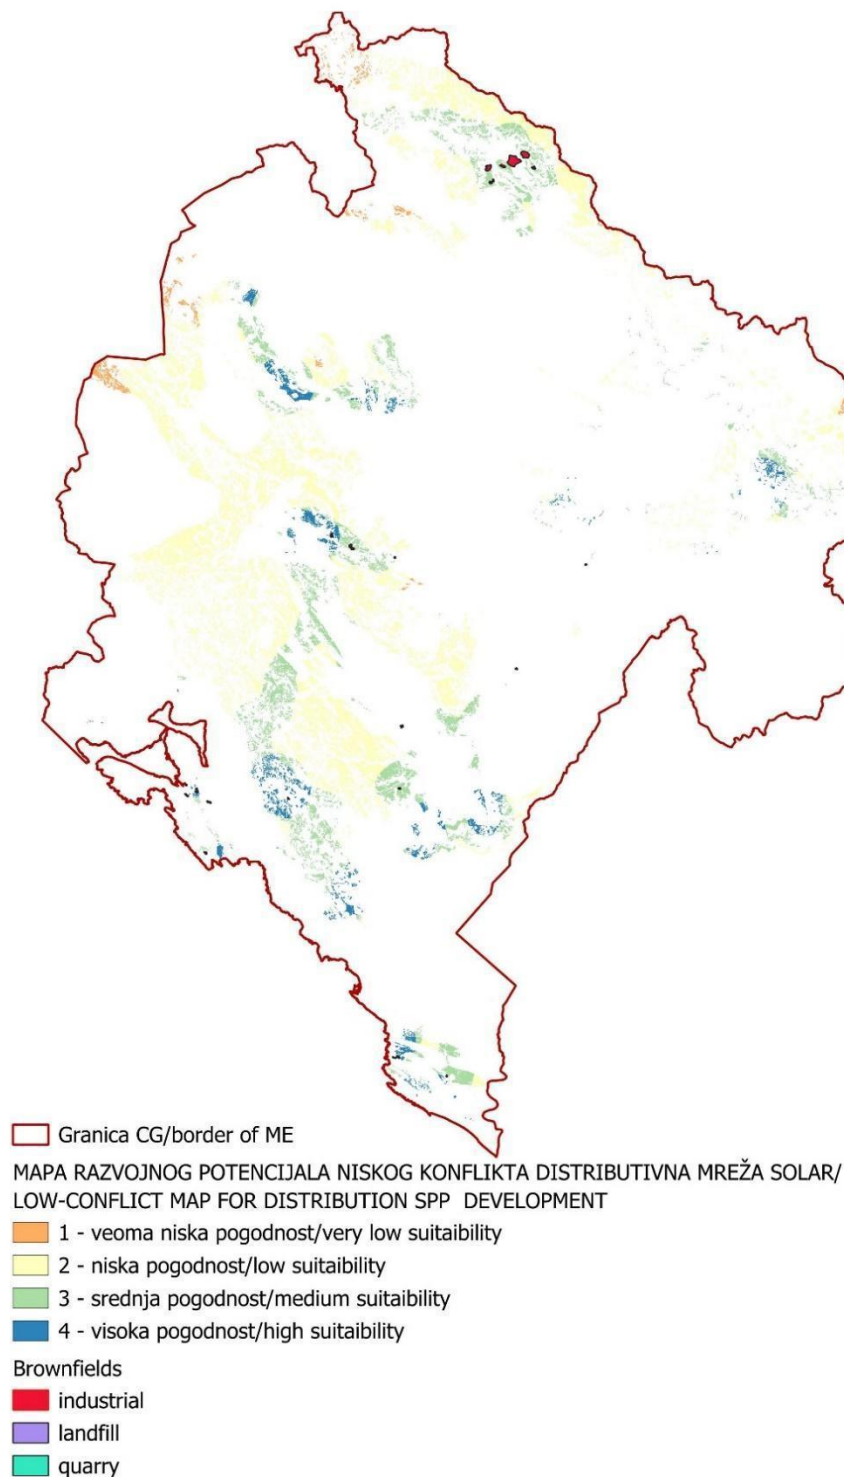 Granica CG/border of ME
MAPA RAZVOJNOG POTENCIJALA NISKOG KONFLIKTA DISTRIBUTIVNA MREŽA SOLAR/
LOW-CONFLICT MAP FOR DISTRIBUTION SPP DEVELOPMENT
1 - veoma niska pogodnost/very low suitaibility
2 - niska pogodnost/low suitaibility
3 - srednja pogodnost/medium suitaibility
4 - visoka pogodnost/high suitaibility
Brownfields
industrial
landfill
quarry